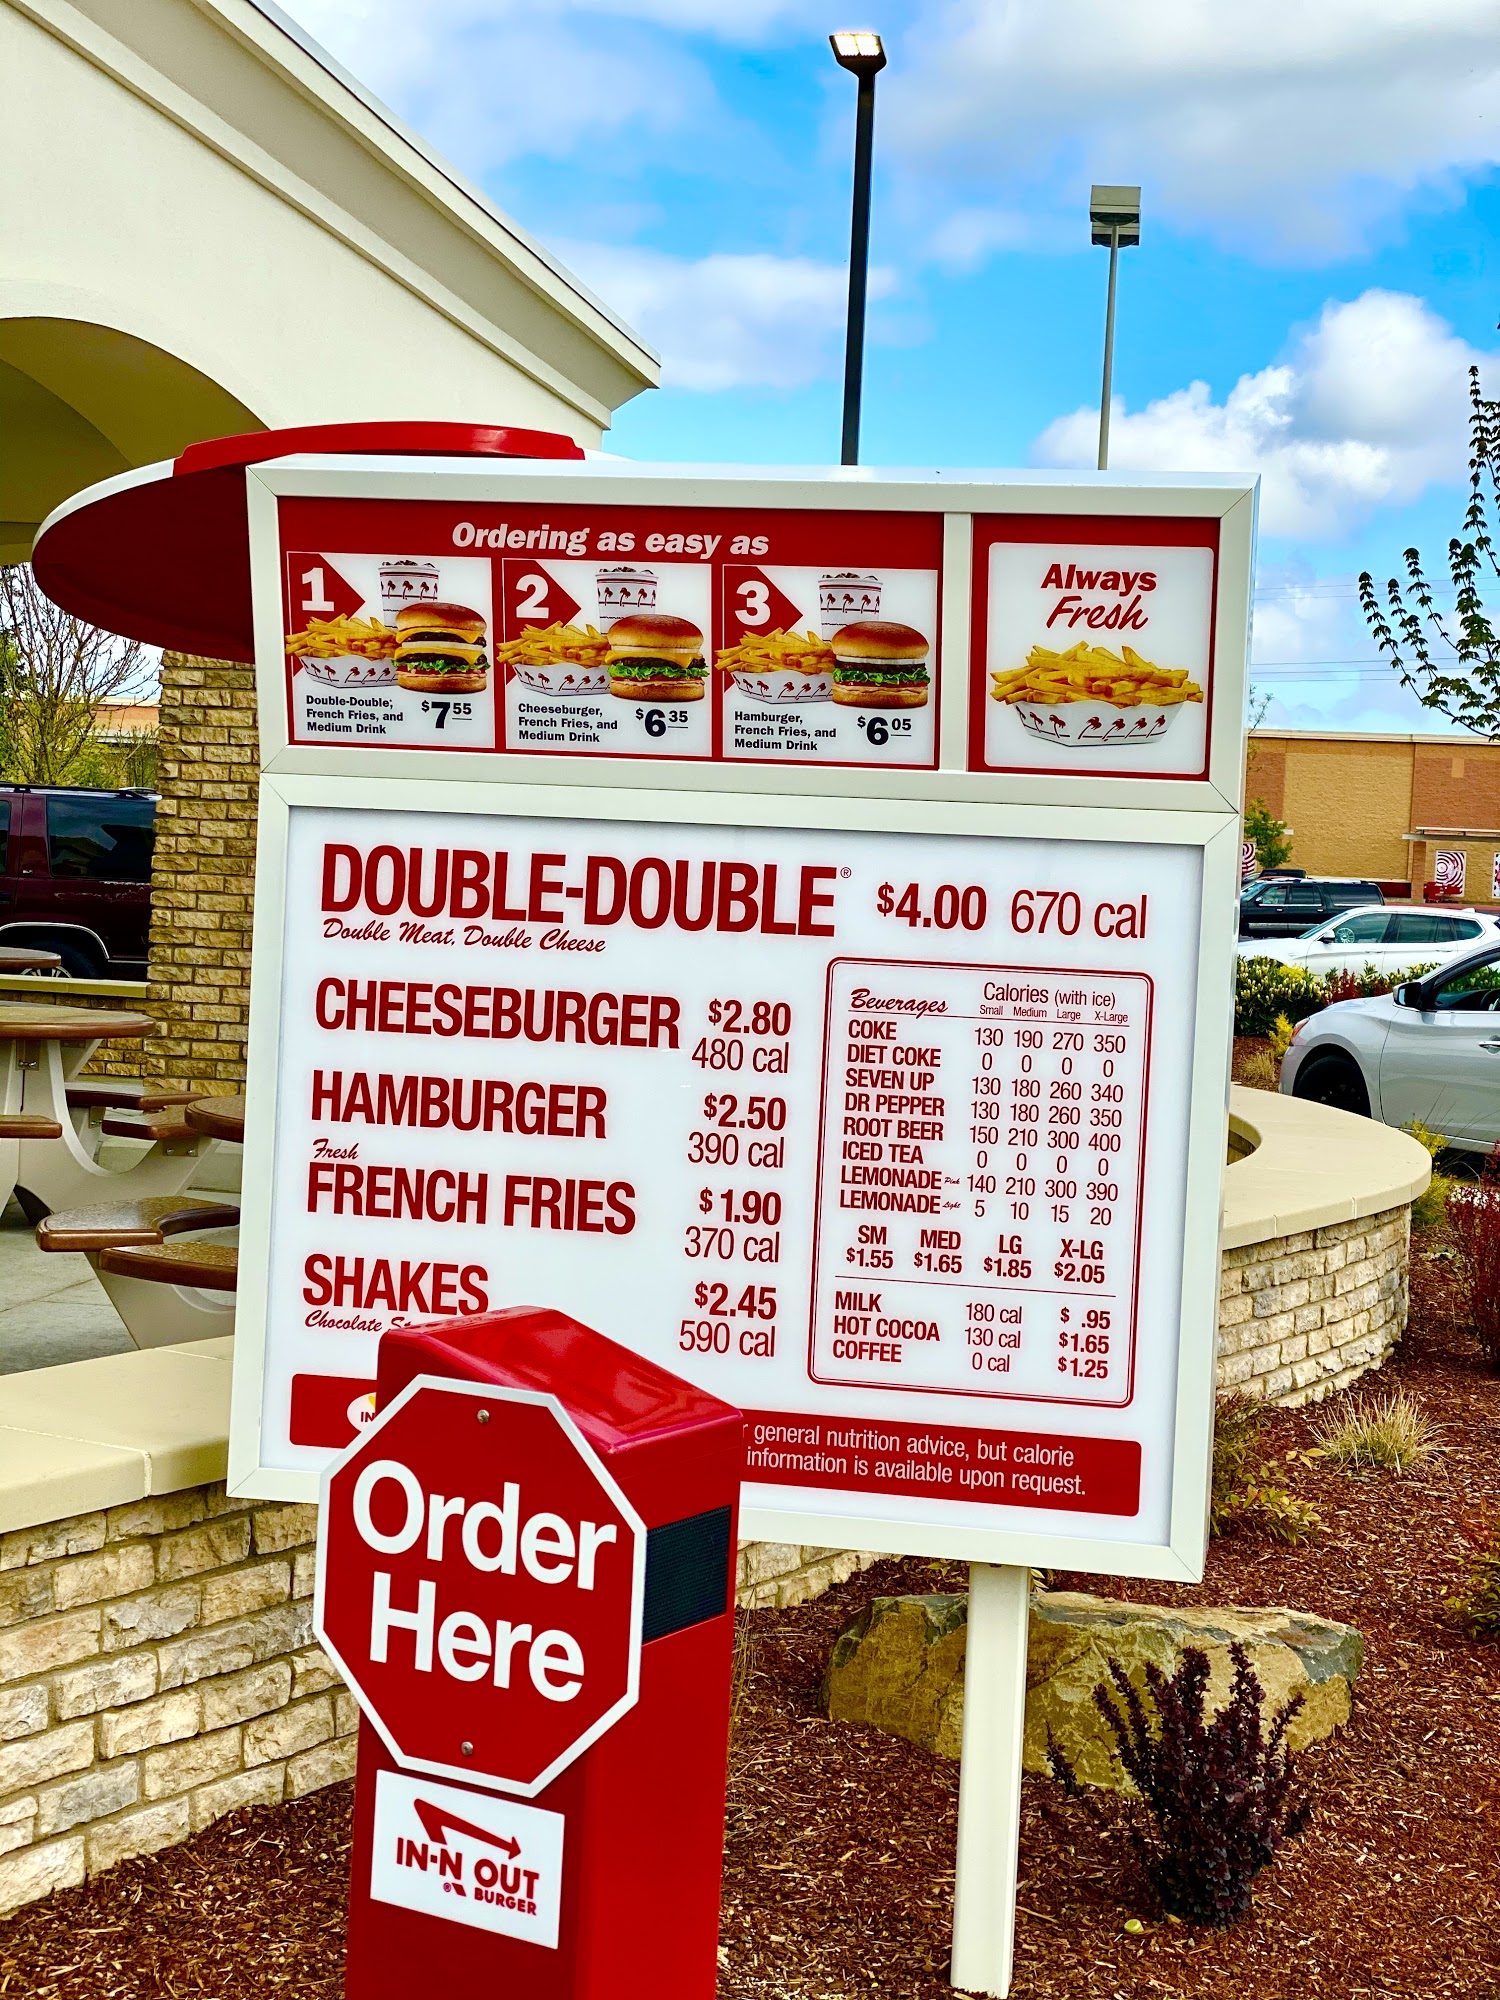 Ordering as easy as
1
Double-Double,
French Fries, and
Medium Drink
$7 55
2
Cheeseburger,
French Fries, and
Medium Drink
$6 35
3
Hamburger,
French Fries, and
Medium Drink
$6 05
Always
Fresh
DOUBLE-DOUBLE® $4.00 670 cal
Double Meat, Double Cheese
CHEESEBURGER $2.80
480 cal
HAMBURGER $2.50
390 cal
Fresh
FRENCH FRIES $1.90
370 cal
SHAKES $2.45
Chocolate 590 cal
Beverages Calories (with ice)
Small Medium Large X-Large
COKE 130 190 270 350
DIET COKE 0 0 0 0
SEVEN UP 130 180 260 340
DR PEPPER 130 180 260 350
ROOT BEER 150 210 300 400
ICED TEA 0 0 0 0
LEMONADE Pink 140 210 300 390
LEMONADE Light 5 10 15 20
SM MED LG X-LG
$1.55 $1.65 $1.85 $2.05
MILK 180 cal $ .95
HOT COCOA 130 cal $1.65
COFFEE 0 cal $1.25
IN
general nutrition advice, but calorie
information is available upon request.
Order
Here
IN-N-OUT
® BURGER